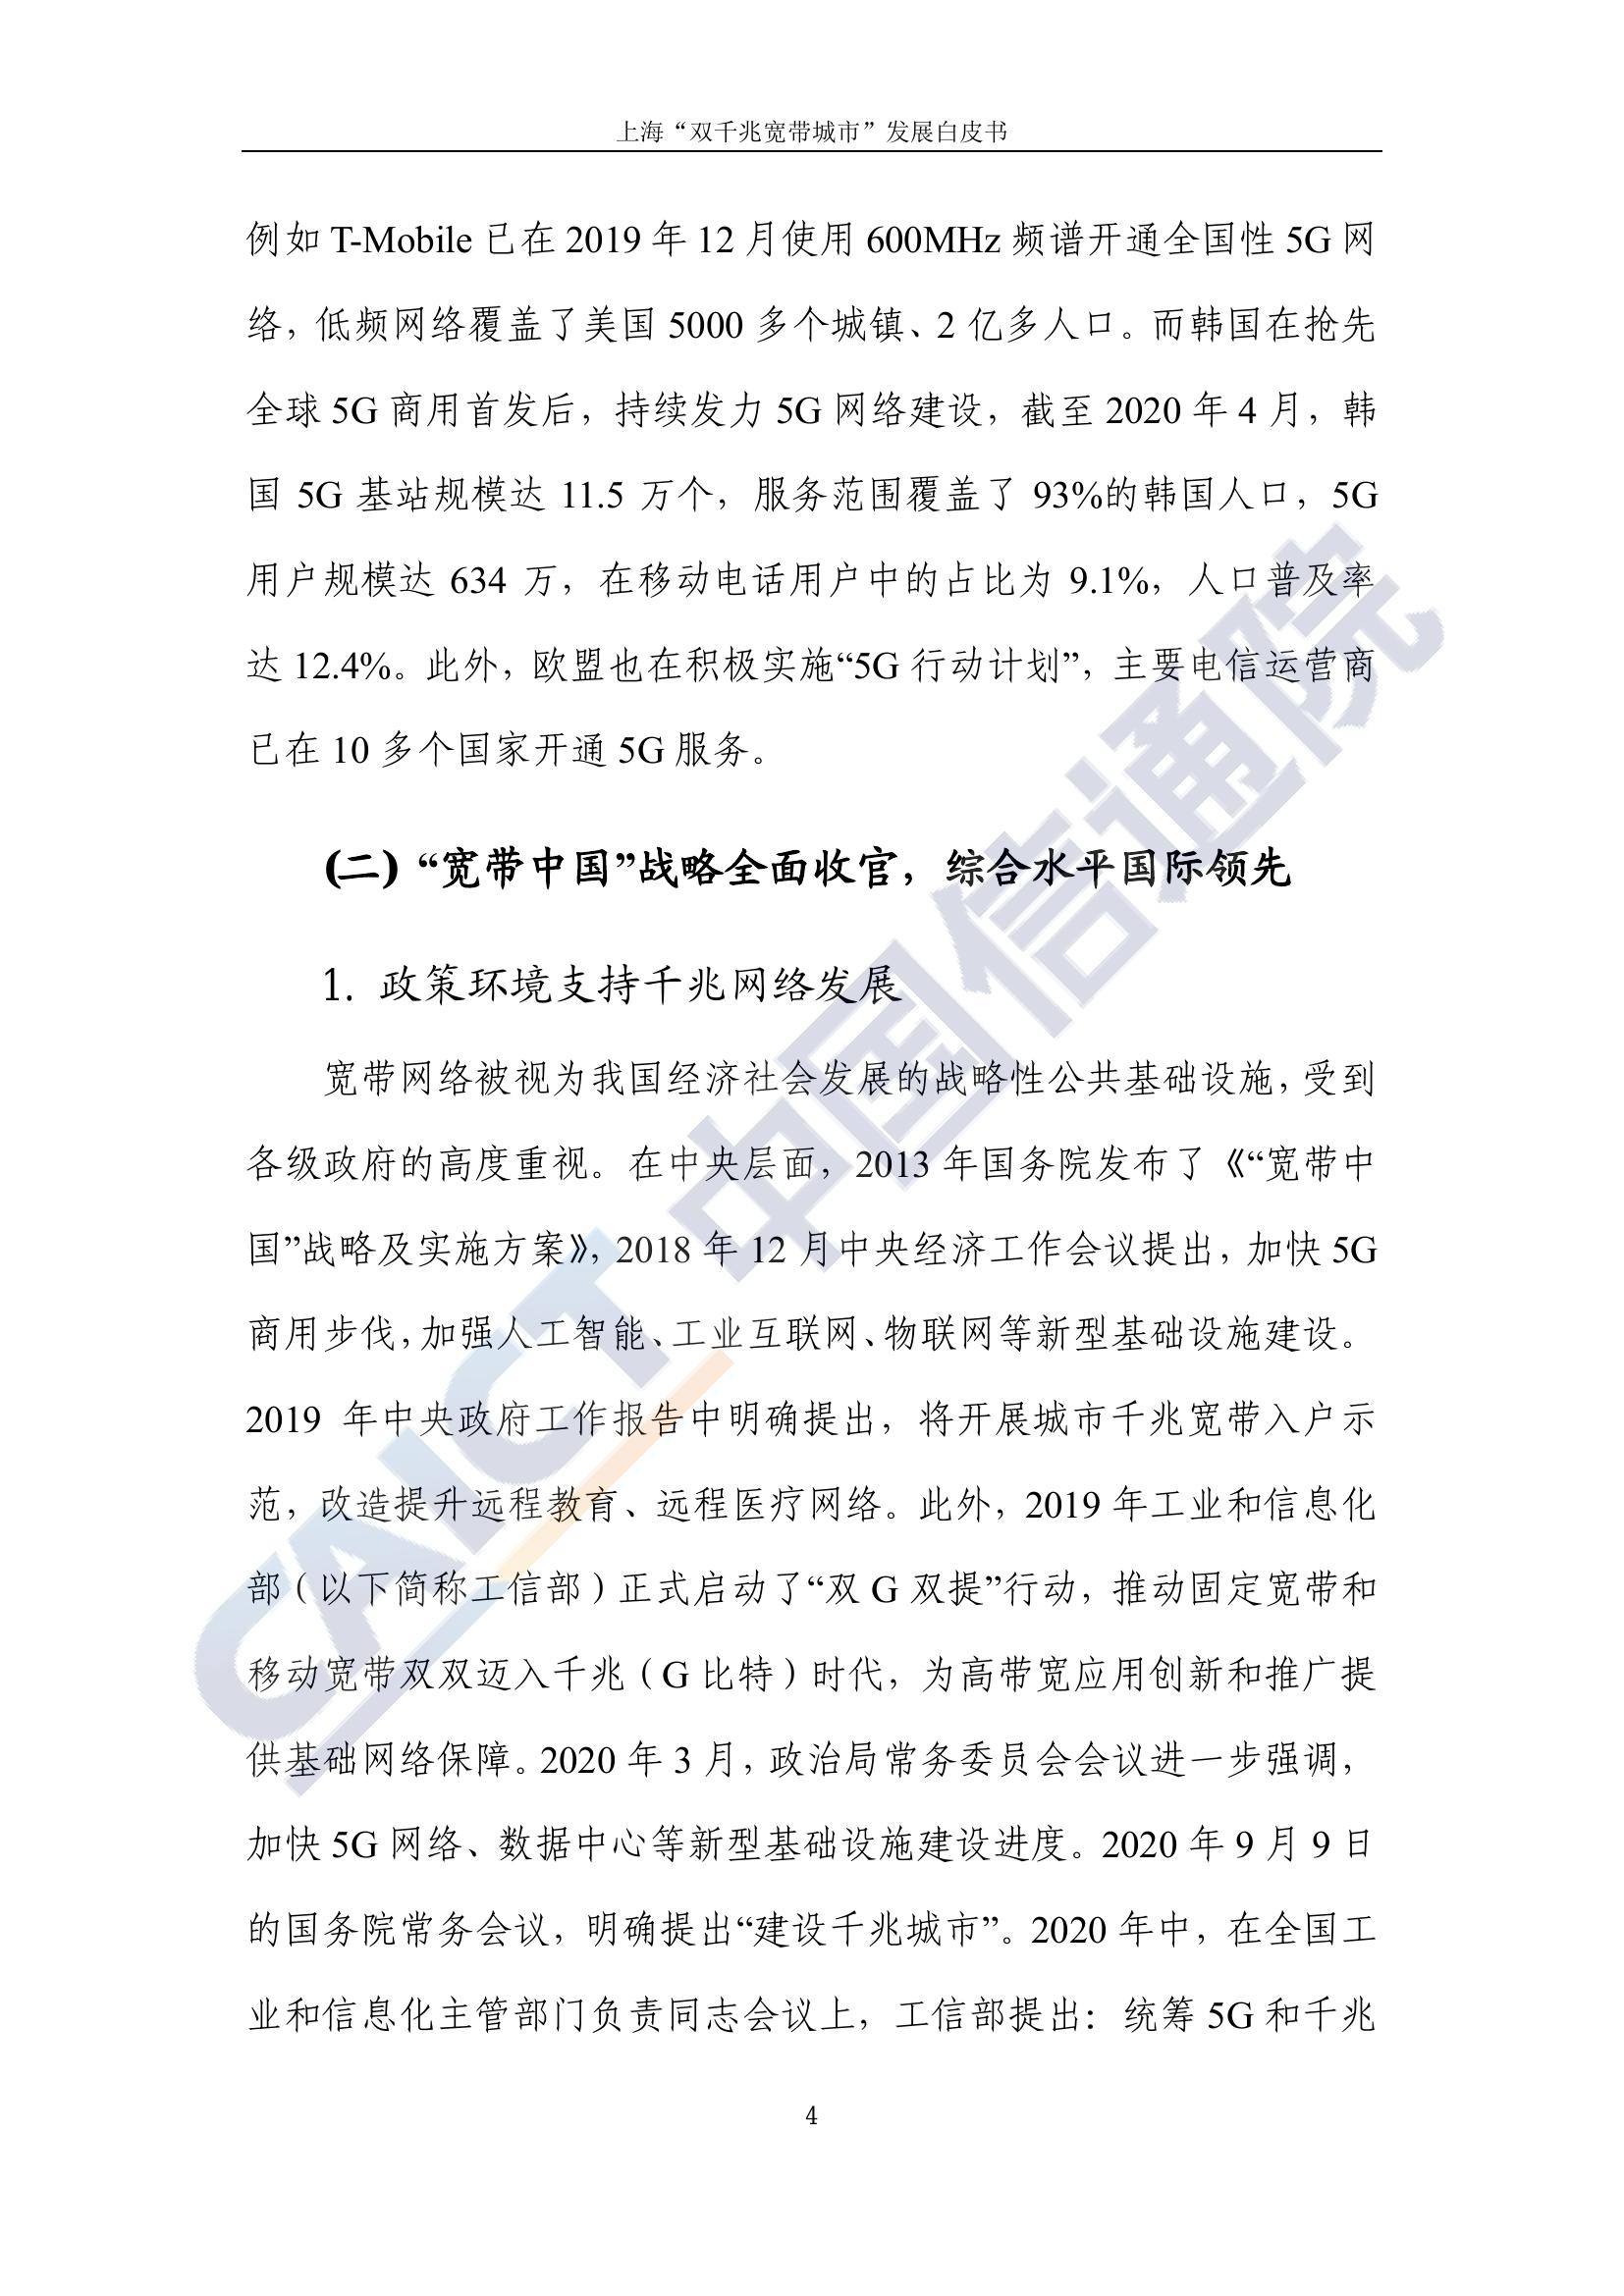 上海“双千兆宽带城市”发展白皮书
例如 T-Mobile 已在 2019 年 12 月使用 600MHz 频谱开通全国性 5G 网
络，低频网络覆盖了美国 5000 多个城镇、2 亿多人口。而韩国在抢先
全球 5G 商用首发后，持续发力 5G 网络建设，截至 2020 年 4 月，韩
国 5G 基站规模达 11.5 万个，服务范围覆盖了 93%的韩国人口，5G
用户规模达 634 万，在移动电话用户中的占比为 9.1%，人口普及率
达 12.4%。此外，欧盟也在积极实施“5G 行动计划”，主要电信运营商
已在 10 多个国家开通 5G 服务。
(二) “宽带中国”战略全面收官，综合水平国际领先
1. 政策环境支持千兆网络发展
宽带网络被视为我国经济社会发展的战略性公共基础设施，受到
各级政府的高度重视。在中央层面，2013 年国务院发布了《“宽带中
国”战略及实施方案》，2018 年 12 月中央经济工作会议提出，加快 5G
商用步伐，加强人工智能、工业互联网、物联网等新型基础设施建设。
2019 年中央政府工作报告中明确提出，将开展城市千兆宽带入户示
范，改造提升远程教育、远程医疗网络。此外，2019 年工业和信息化
部（以下简称工信部）正式启动了“双 G 双提”行动，推动固定宽带和
移动宽带双双迈入千兆（G 比特）时代，为高带宽应用创新和推广提
供基础网络保障。2020 年 3 月，政治局常务委员会会议进一步强调，
加快 5G 网络、数据中心等新型基础设施建设进度。2020 年 9 月 9 日
的国务院常务会议，明确提出“建设千兆城市”。2020 年中，在全国工
业和信息化主管部门负责同志会议上，工信部提出：统筹 5G 和千兆
4
CAICT 中国信通院